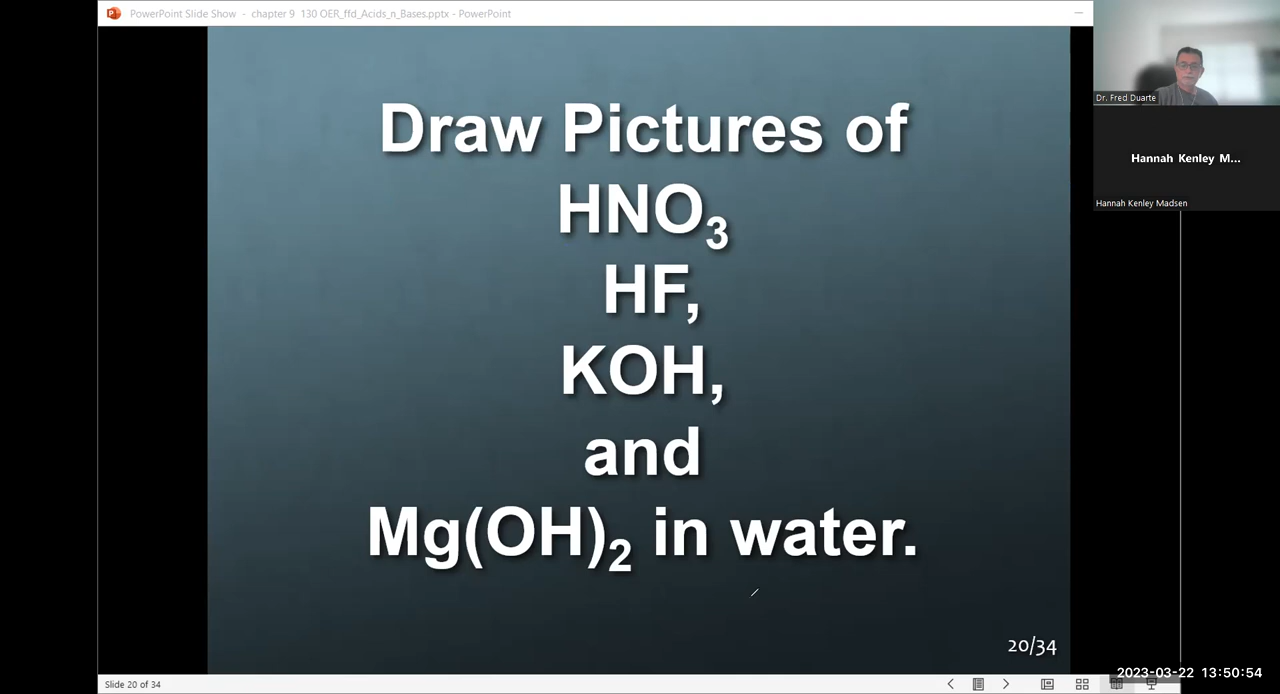 PowerPoint Slide Show - chapter 9 130 OER_ffd_Acids_n_Bases.pptx - PowerPoint
Draw Pictures of
HNO₃
HF,
KOH,
and
Mg(OH)₂ in water.
20/34
Dr. Fred Duarte
Hannah Kenley M...
Hannah Kenley Madsen
Slide 20 of 34
2023-03-22 13:50:54